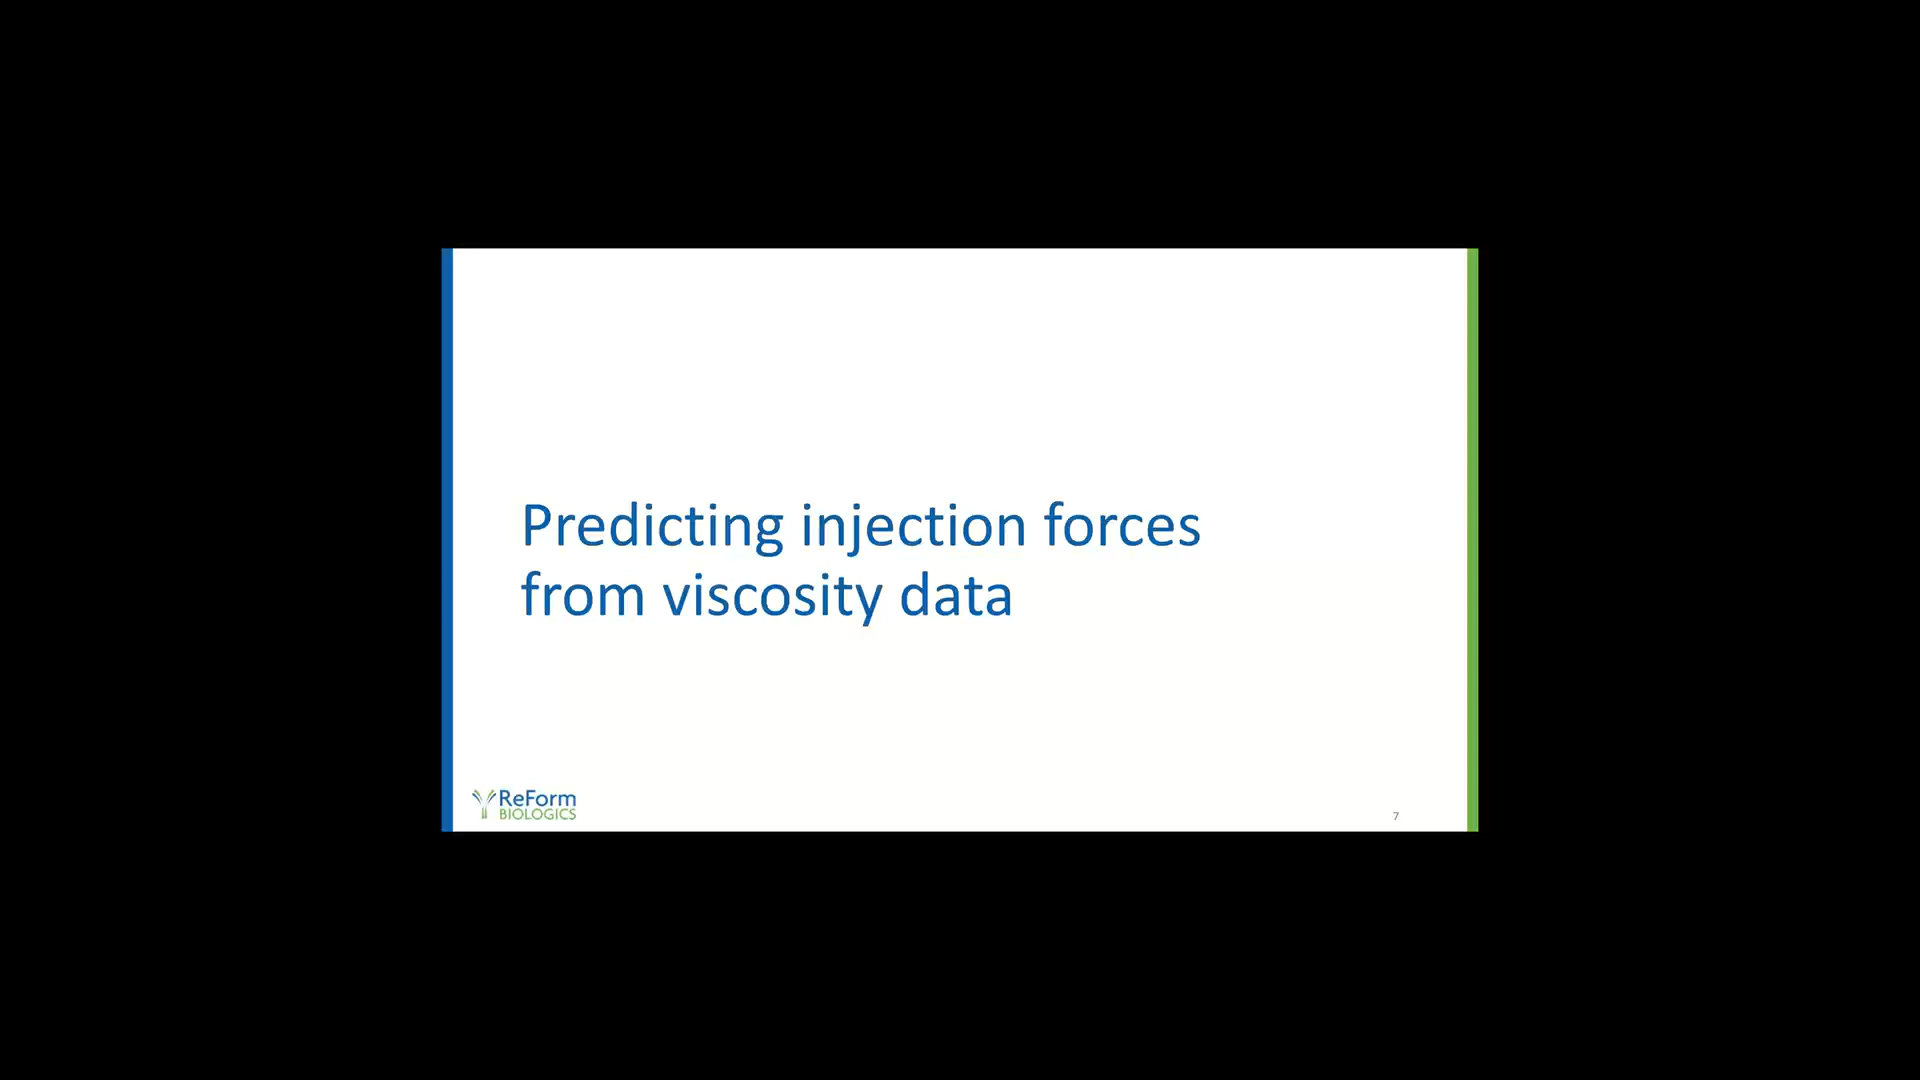 Predicting injection forces
from viscosity data
ReForm
BIOLOGICS
7